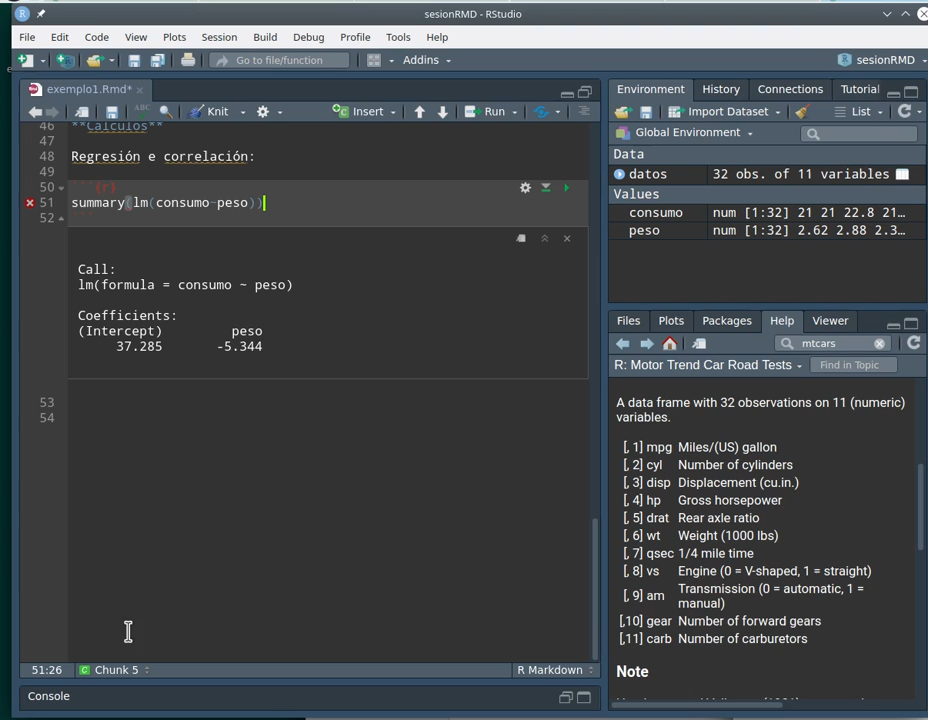 sesionRMD - RStudio
File Edit Code View Plots Session Build Debug Profile Tools Help
Go to file/function Addins sesionRMD
exemplo1.Rmd*
Knit Insert Run
46 **Calculos**
47
48 Regresión e correlación:
49
50 ```{r}
51 summary(lm(consumo~peso))
52 ```
Call:
lm(formula = consumo ~ peso)
Coefficients:
(Intercept) peso
37.285 -5.344
53
54
51:26 Chunk 5 R Markdown
Console
Environment History Connections Tutorial
Import Dataset List
Global Environment
Data
datos 32 obs. of 11 variables
Values
consumo num [1:32] 21 21 22.8 21…
peso num [1:32] 2.62 2.88 2.3…
Files Plots Packages Help Viewer
mtcars
R: Motor Trend Car Road Tests Find in Topic
A data frame with 32 observations on 11 (numeric)
variables.
[, 1] mpg Miles/(US) gallon
[, 2] cyl Number of cylinders
[, 3] disp Displacement (cu.in.)
[, 4] hp Gross horsepower
[, 5] drat Rear axle ratio
[, 6] wt Weight (1000 lbs)
[, 7] qsec 1/4 mile time
[, 8] vs Engine (0 = V-shaped, 1 = straight)
[, 9] am Transmission (0 = automatic, 1 =
manual)
[,10] gear Number of forward gears
[,11] carb Number of carburetors
Note